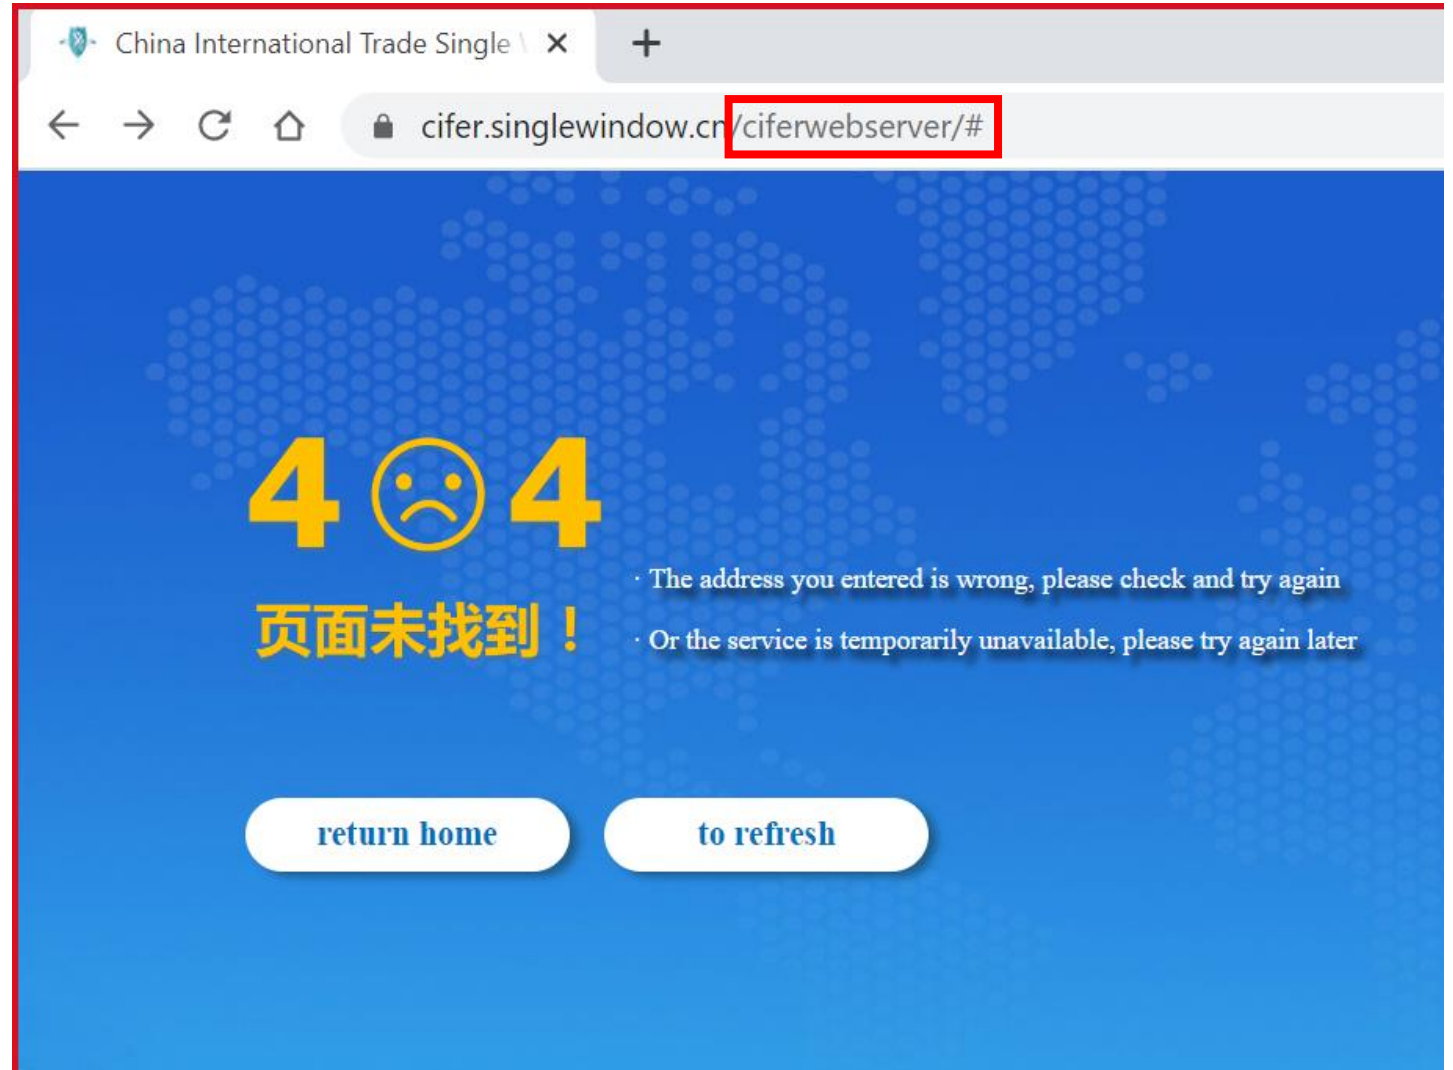 China International Trade Single
cifer.singlewindow.cn/ciferwebserver/#
4 4
页面未找到！
· The address you entered is wrong, please check and try again
· Or the service is temporarily unavailable, please try again later
return home
to refresh